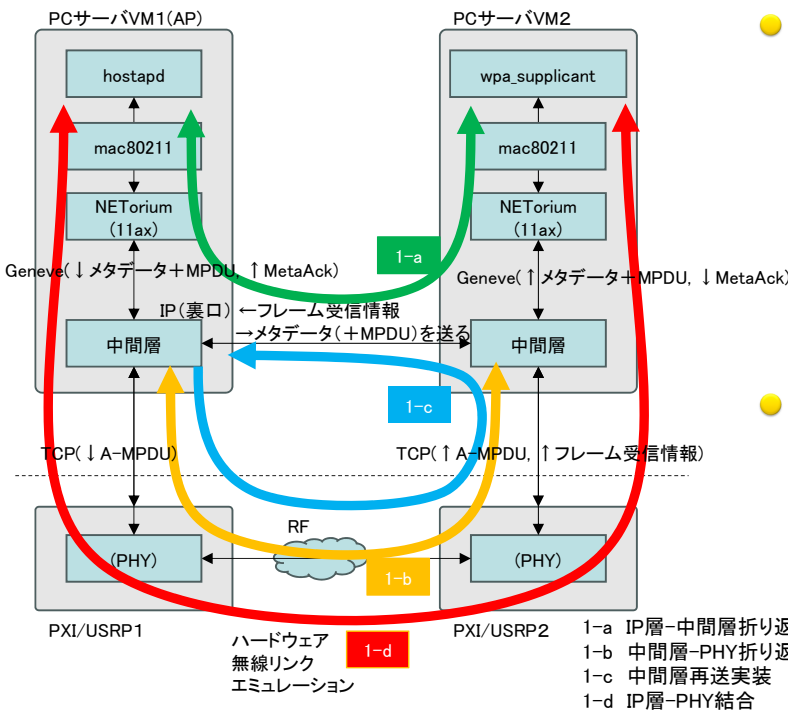 PCサーバVM1(AP)
PCサーバVM2
hostapd
wpa_supplicant
mac80211
mac80211
NETorium
(11ax)
NETorium
(11ax)
1-a
Geneve(↓メタデータ+MPDU, ↑MetaAck)
Geneve(↑メタデータ+MPDU, ↓MetaAck)
IP(裏口) ←フレーム受信情報
→メタデータ(+MPDU)を送る
中間層
中間層
1-c
TCP(↓A-MPDU)
TCP(↑A-MPDU, ↑フレーム受信情報)
RF
(PHY)
(PHY)
1-b
PXI/USRP1
PXI/USRP2
ハードウェア
無線リンク
エミュレーション
1-d
1-a IP層-中間層折り返
1-b 中間層-PHY折り返
1-c 中間層再送実装
1-d IP層-PHY結合